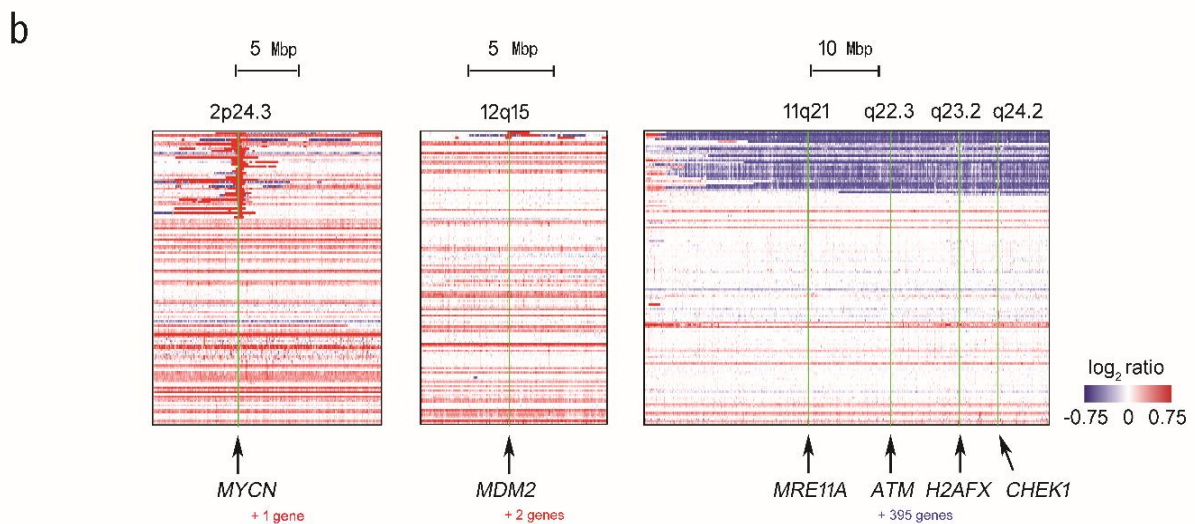 b
5 Mbp
5 Mbp
10 Mbp
2p24.3
12q15
11q21
q22.3
q23.2
q24.2
log2 ratio
-0.75 0 0.75
MYCN
MDM2
MRE11A
ATM
H2AFX
CHEK1
+ 1 gene
+ 2 genes
+ 395 genes